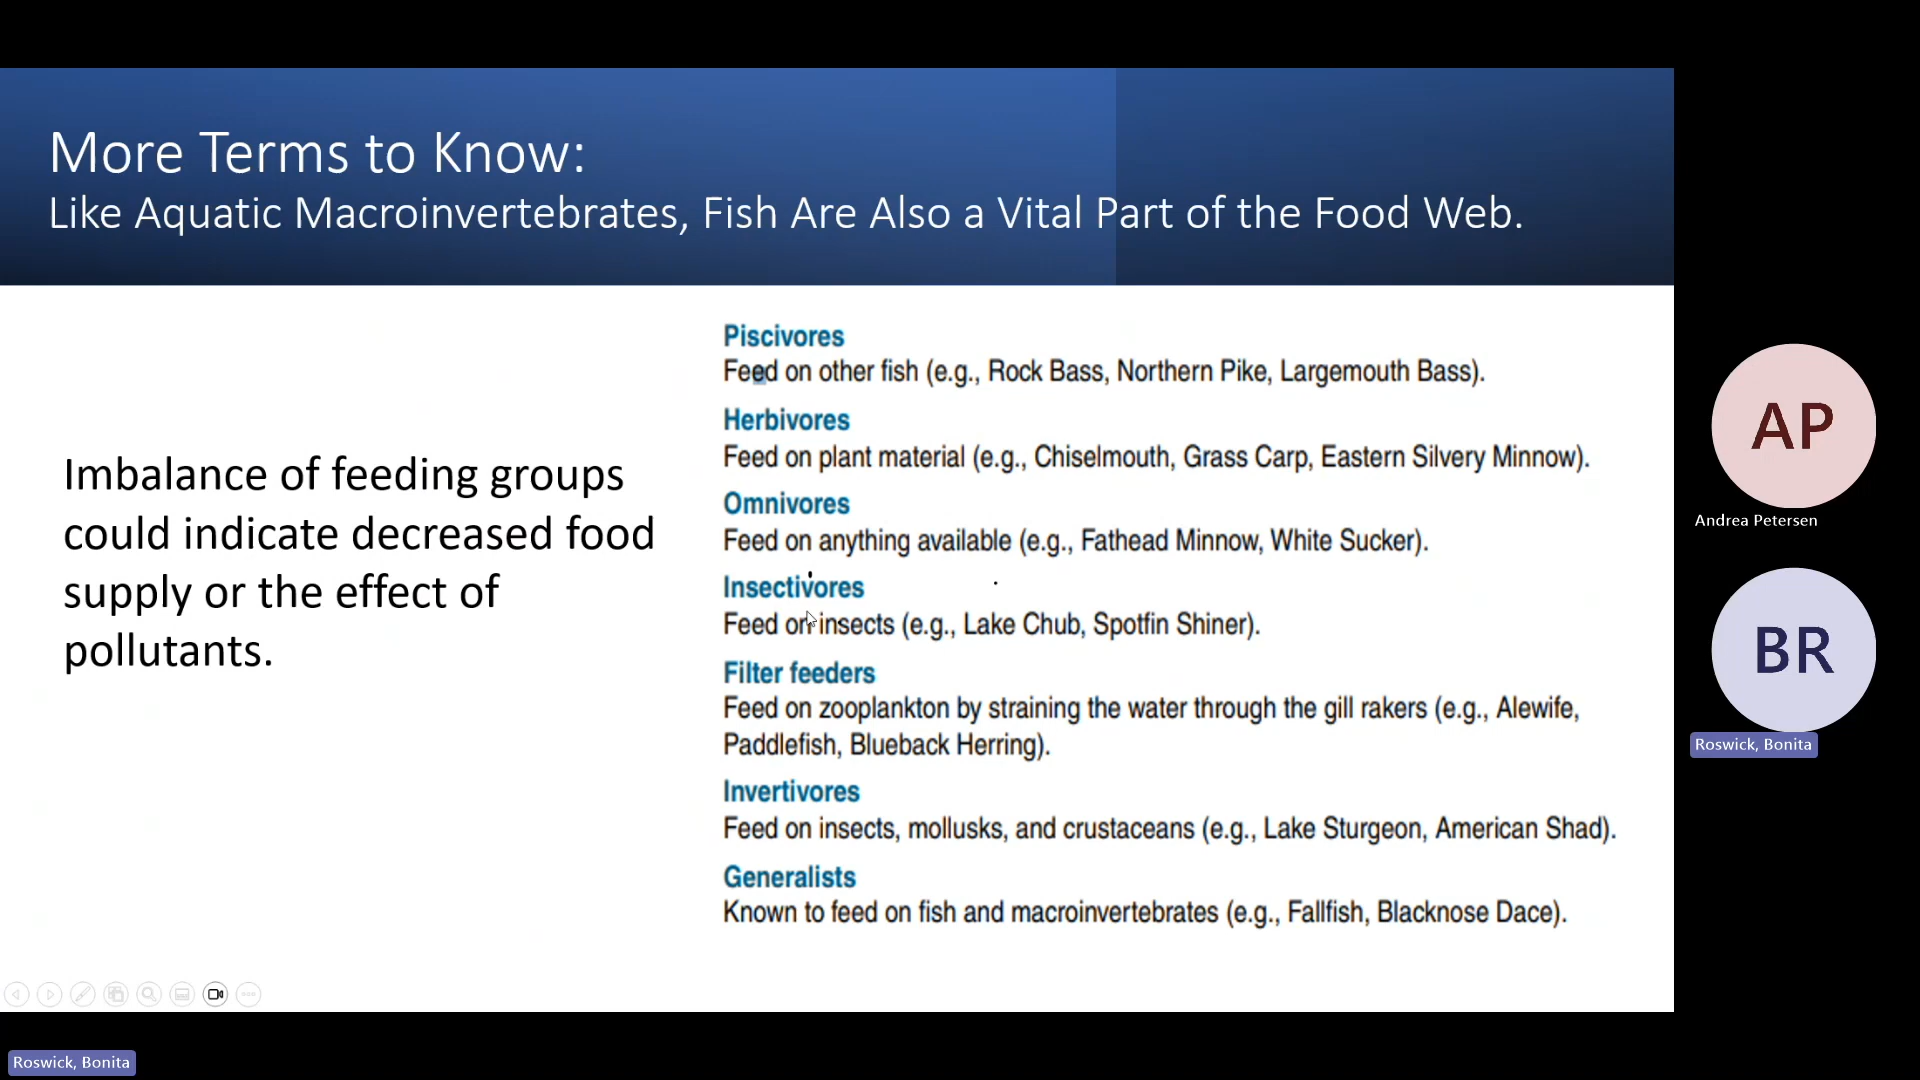 More Terms to Know:
Like Aquatic Macroinvertebrates, Fish Are Also a Vital Part of the Food Web.
Imbalance of feeding groups
could indicate decreased food
supply or the effect of
pollutants.
Piscivores
Feed on other fish (e.g., Rock Bass, Northern Pike, Largemouth Bass).
Herbivores
Feed on plant material (e.g., Chiselmouth, Grass Carp, Eastern Silvery Minnow).
Omnivores
Feed on anything available (e.g., Fathead Minnow, White Sucker).
Insectivores
Feed on insects (e.g., Lake Chub, Spotfin Shiner).
Filter feeders
Feed on zooplankton by straining the water through the gill rakers (e.g., Alewife,
Paddlefish, Blueback Herring).
Invertivores
Feed on insects, mollusks, and crustaceans (e.g., Lake Sturgeon, American Shad).
Generalists
Known to feed on fish and macroinvertebrates (e.g., Fallfish, Blacknose Dace).
AP
Andrea Petersen
BR
Roswick, Bonita
Roswick, Bonita